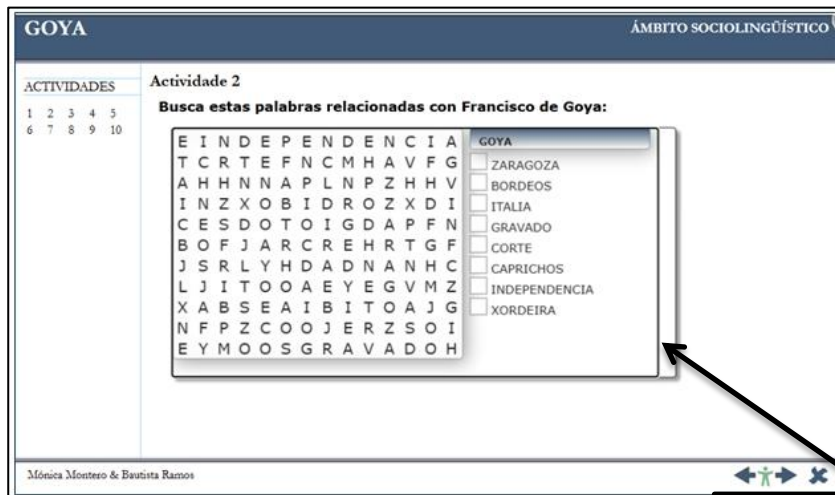 GOYA
ÁMBITO SOCIOLINGÜÍSTICO
ACTIVIDADES
1 2 3 4 5
6 7 8 9 10
Actividade 2
Busca estas palabras relacionadas con Francisco de Goya:
E I N D E P E N D E N C I A
T C R T E F N C M H A V F G
A H H N N A P L N P Z H H V
I N Z X O B I D R O Z X D I
C E S D O T O I G D A P F N
B O F J A R C R E H R T G F
J S R L Y H D A D N A N H C
L J I T O O A E Y E G V M Z
X A B S E A I B I T O A J G
N F P Z C O O J E R Z S O I
E Y M O O S G R A V A D O H
GOYA
ZARAGOZA
BORDEOS
ITALIA
GRAVADO
CORTE
CAPRICHOS
INDEPENDENCIA
XORDEIRA
Mónica Montero & Bautista Ramos